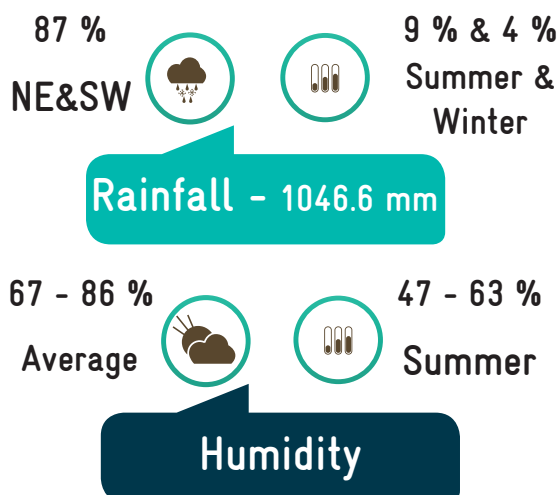 87 %
NE&SW
9 % & 4 %
Summer &
Winter
Rainfall - 1046.6 mm
67 - 86 %
Average
47 - 63 %
Summer
Humidity